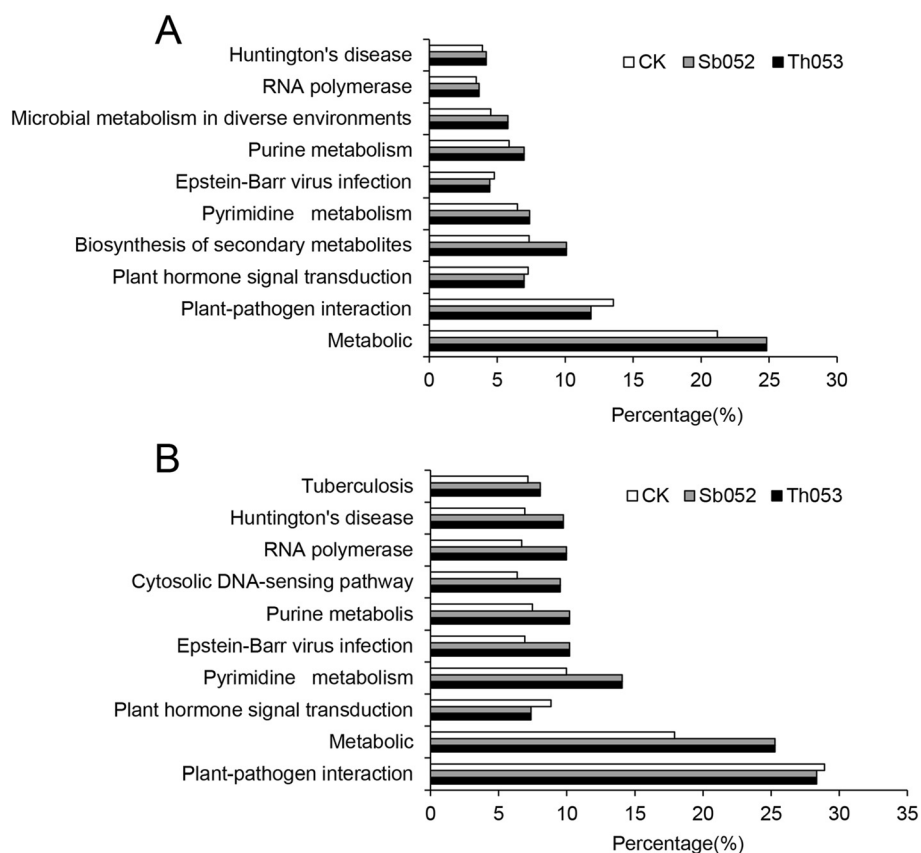 A
Huntington's disease
RNA polymerase
Microbial metabolism in diverse environments
Purine metabolism
Epstein-Barr virus infection
Pyrimidine metabolism
Biosynthesis of secondary metabolites
Plant hormone signal transduction
Plant-pathogen interaction
Metabolic
CK Sb052 Th053
0 5 10 15 20 25 30
Percentage(%)
B
Tuberculosis
Huntington's disease
RNA polymerase
Cytosolic DNA-sensing pathway
Purine metabolis
Epstein-Barr virus infection
Pyrimidine metabolism
Plant hormone signal transduction
Metabolic
Plant-pathogen interaction
CK Sb052 Th053
0 5 10 15 20 25 30 35
Percentage(%)